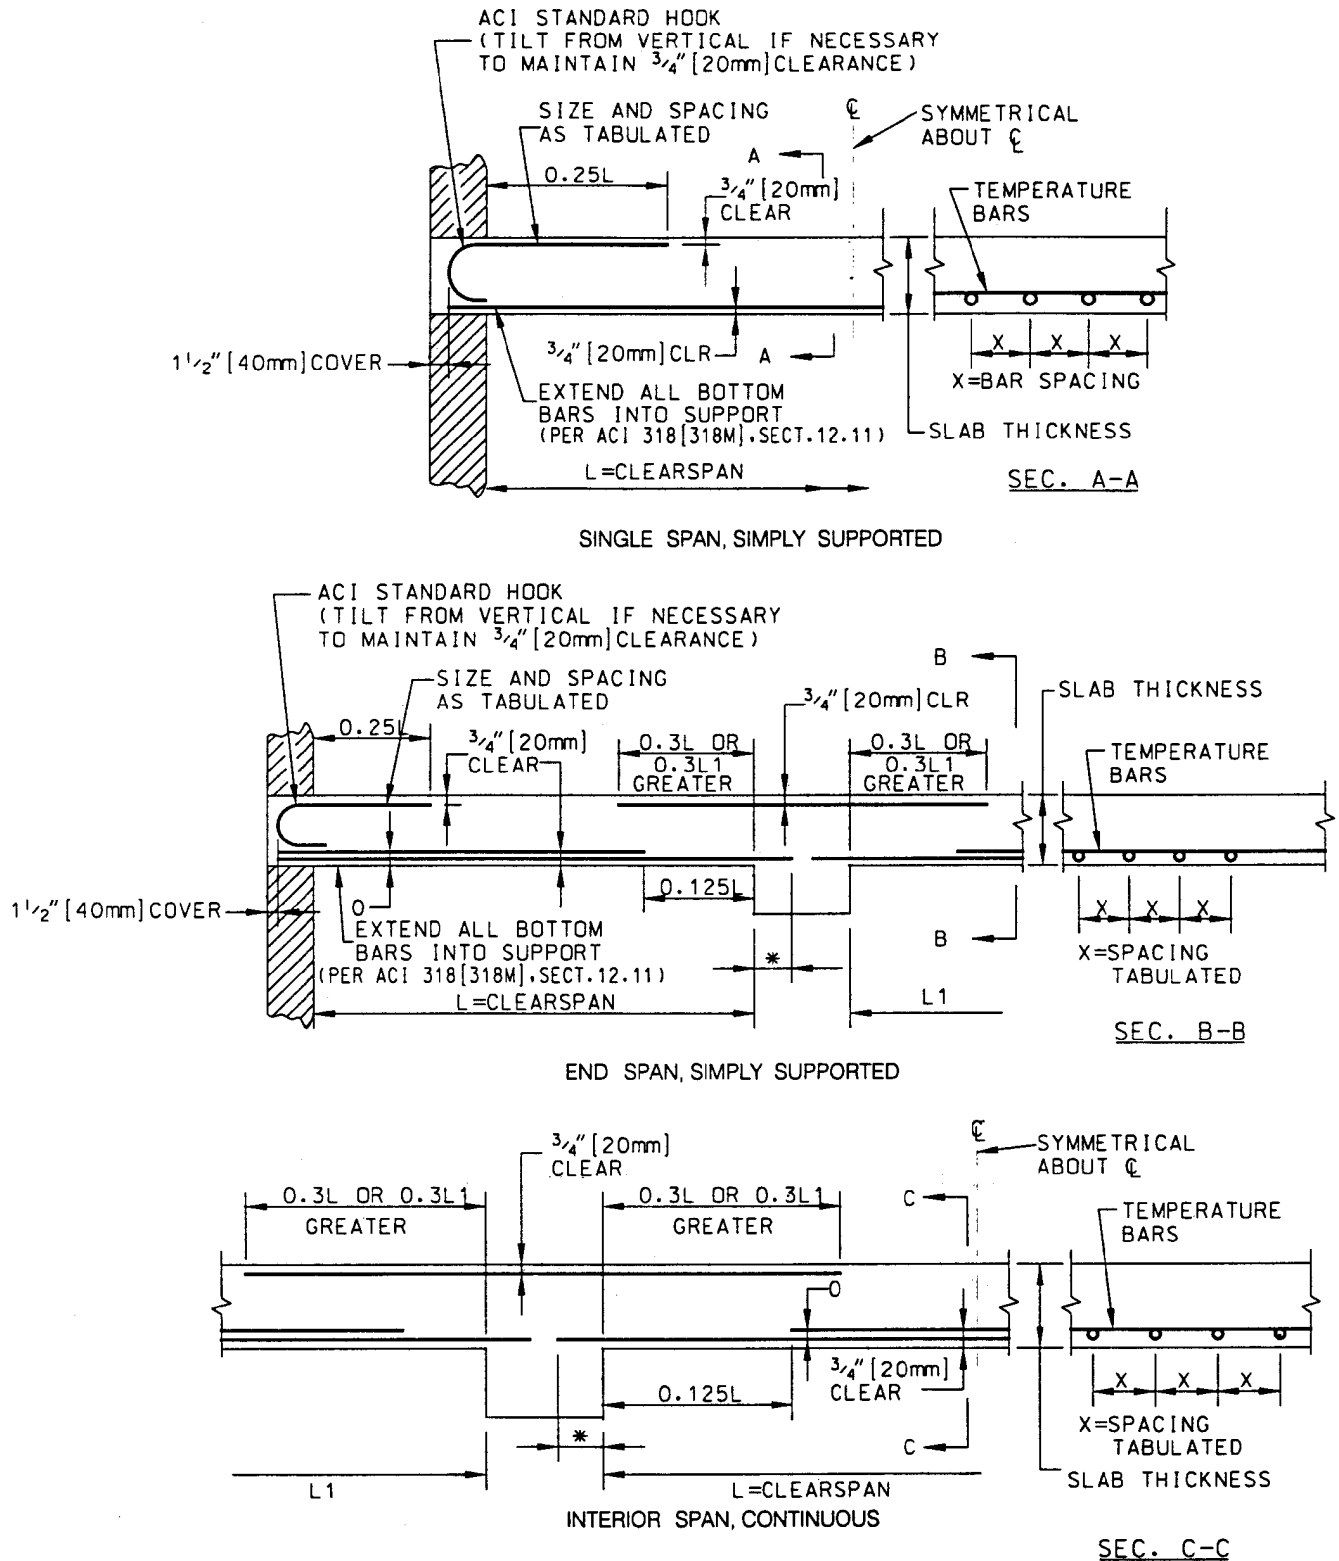 ACI STANDARD HOOK
(TILT FROM VERTICAL IF NECESSARY
TO MAINTAIN 3/4" [20mm] CLEARANCE)
SIZE AND SPACING
AS TABULATED
℄
SYMMETRICAL
ABOUT ℄
A
0.25L
3/4" [20mm]
CLEAR
TEMPERATURE
BARS
1 1/2" [40mm] COVER
3/4" [20mm] CLR
A
X X X
X=BAR SPACING
EXTEND ALL BOTTOM
BARS INTO SUPPORT
(PER ACI 318[318M],SECT.12.11)
SLAB THICKNESS
L=CLEARSPAN
SEC. A-A
SINGLE SPAN, SIMPLY SUPPORTED
ACI STANDARD HOOK
(TILT FROM VERTICAL IF NECESSARY
TO MAINTAIN 3/4" [20mm] CLEARANCE)
SIZE AND SPACING
AS TABULATED
B
3/4" [20mm] CLR
SLAB THICKNESS
0.25L
3/4" [20mm]
CLEAR
0.3L OR
0.3L1
GREATER
0.3L OR
0.3L1
GREATER
TEMPERATURE
BARS
0.125L
1 1/2" [40mm] COVER
0
X X X
EXTEND ALL BOTTOM
BARS INTO SUPPORT
(PER ACI 318[318M],SECT.12.11)
*
B
X=SPACING
TABULATED
L=CLEARSPAN
L1
SEC. B-B
END SPAN, SIMPLY SUPPORTED
3/4" [20mm]
CLEAR
℄
SYMMETRICAL
ABOUT ℄
0.3L OR 0.3L1
GREATER
0.3L OR 0.3L1
GREATER
C
TEMPERATURE
BARS
0
3/4" [20mm]
CLEAR
0.125L
X X X
*
C
X=SPACING
TABULATED
SLAB THICKNESS
L1
L=CLEARSPAN
INTERIOR SPAN, CONTINUOUS
SEC. C-C